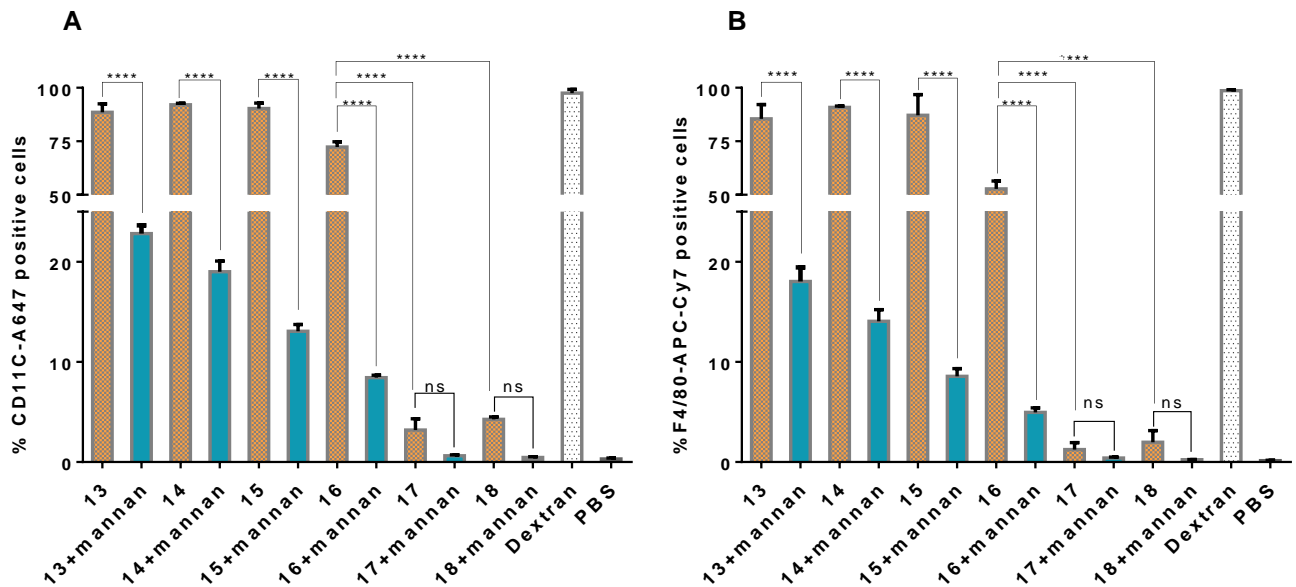 A
% CD11C-A647 positive cells
100
75
50
20
10
0
****
****
****
****
****
****
ns
ns
13
13+mannan
14
14+mannan
15
15+mannan
16
16+mannan
17
17+mannan
18
18+mannan
Dextran
PBS
B
% F4/80-APC-Cy7 positive cells
100
75
50
20
10
0
****
****
****
****
****
****
ns
ns
13
13+mannan
14
14+mannan
15
15+mannan
16
16+mannan
17
17+mannan
18
18+mannan
Dextran
PBS